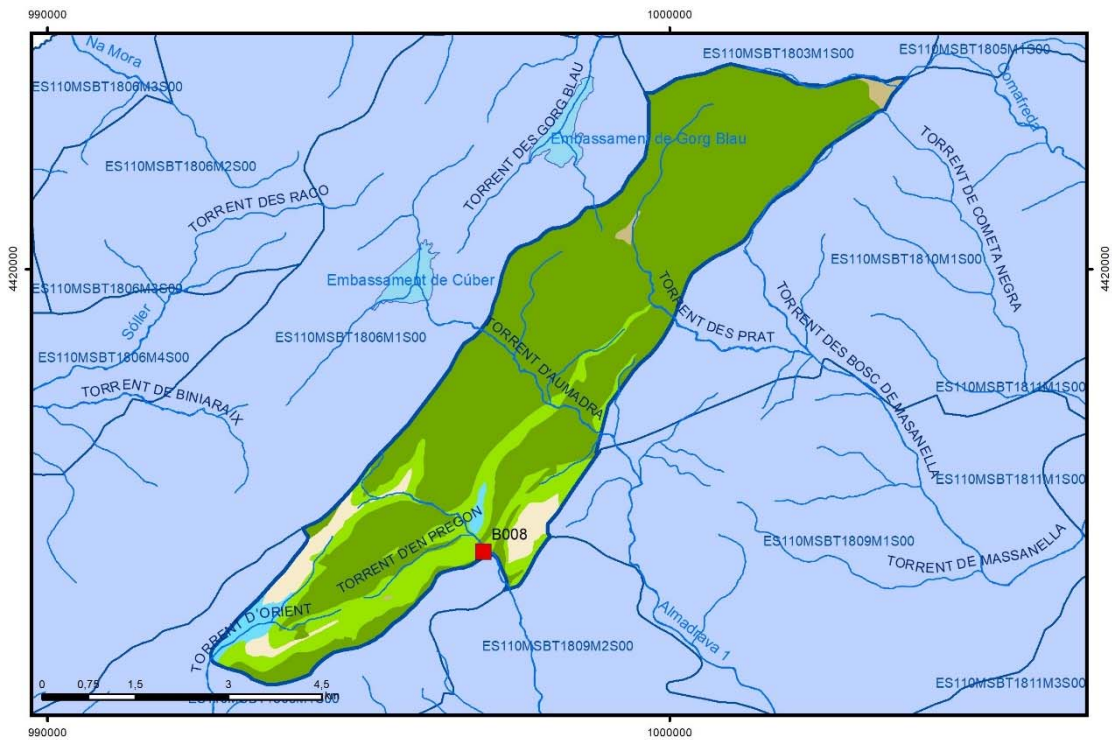 990000
1000000
Na Mora
ES110MSBT1803M1S00
ES110MSBT1805M1S00
ES110MSBT1806M3S00
Comafreda
TORRENT DES GORG BLAU
Embassament de Gorg Blau
ES110MSBT1806M2S00
TORRENT DES RACO
TORRENT DE COMETA NEGRA
4420000
4420000
ES110MSBT1810M1S00
Embassament de Cúber
ES110MSBT1806M3S00
Sóller
TORRENT DES PRAT
TORRENT DES BOSC DE MASANELLA
ES110MSBT1806M1S00
TORRENT D'AUMADRA
ES110MSBT1806M4S00
TORRENT DE BINIARAIX
ES110MSBT1811M1S00
ES110MSBT1811M1S00
B008
TORRENT D'EN PREGON
ES110MSBT1809M1S00
TORRENT DE MASSANELLA
TORRENT D'ORIENT
Almadrava 1
ES110MSBT1809M2S00
ES110MSBT1811M3S00
0 0,75 1,5 3 4,5
Km
990000
1000000